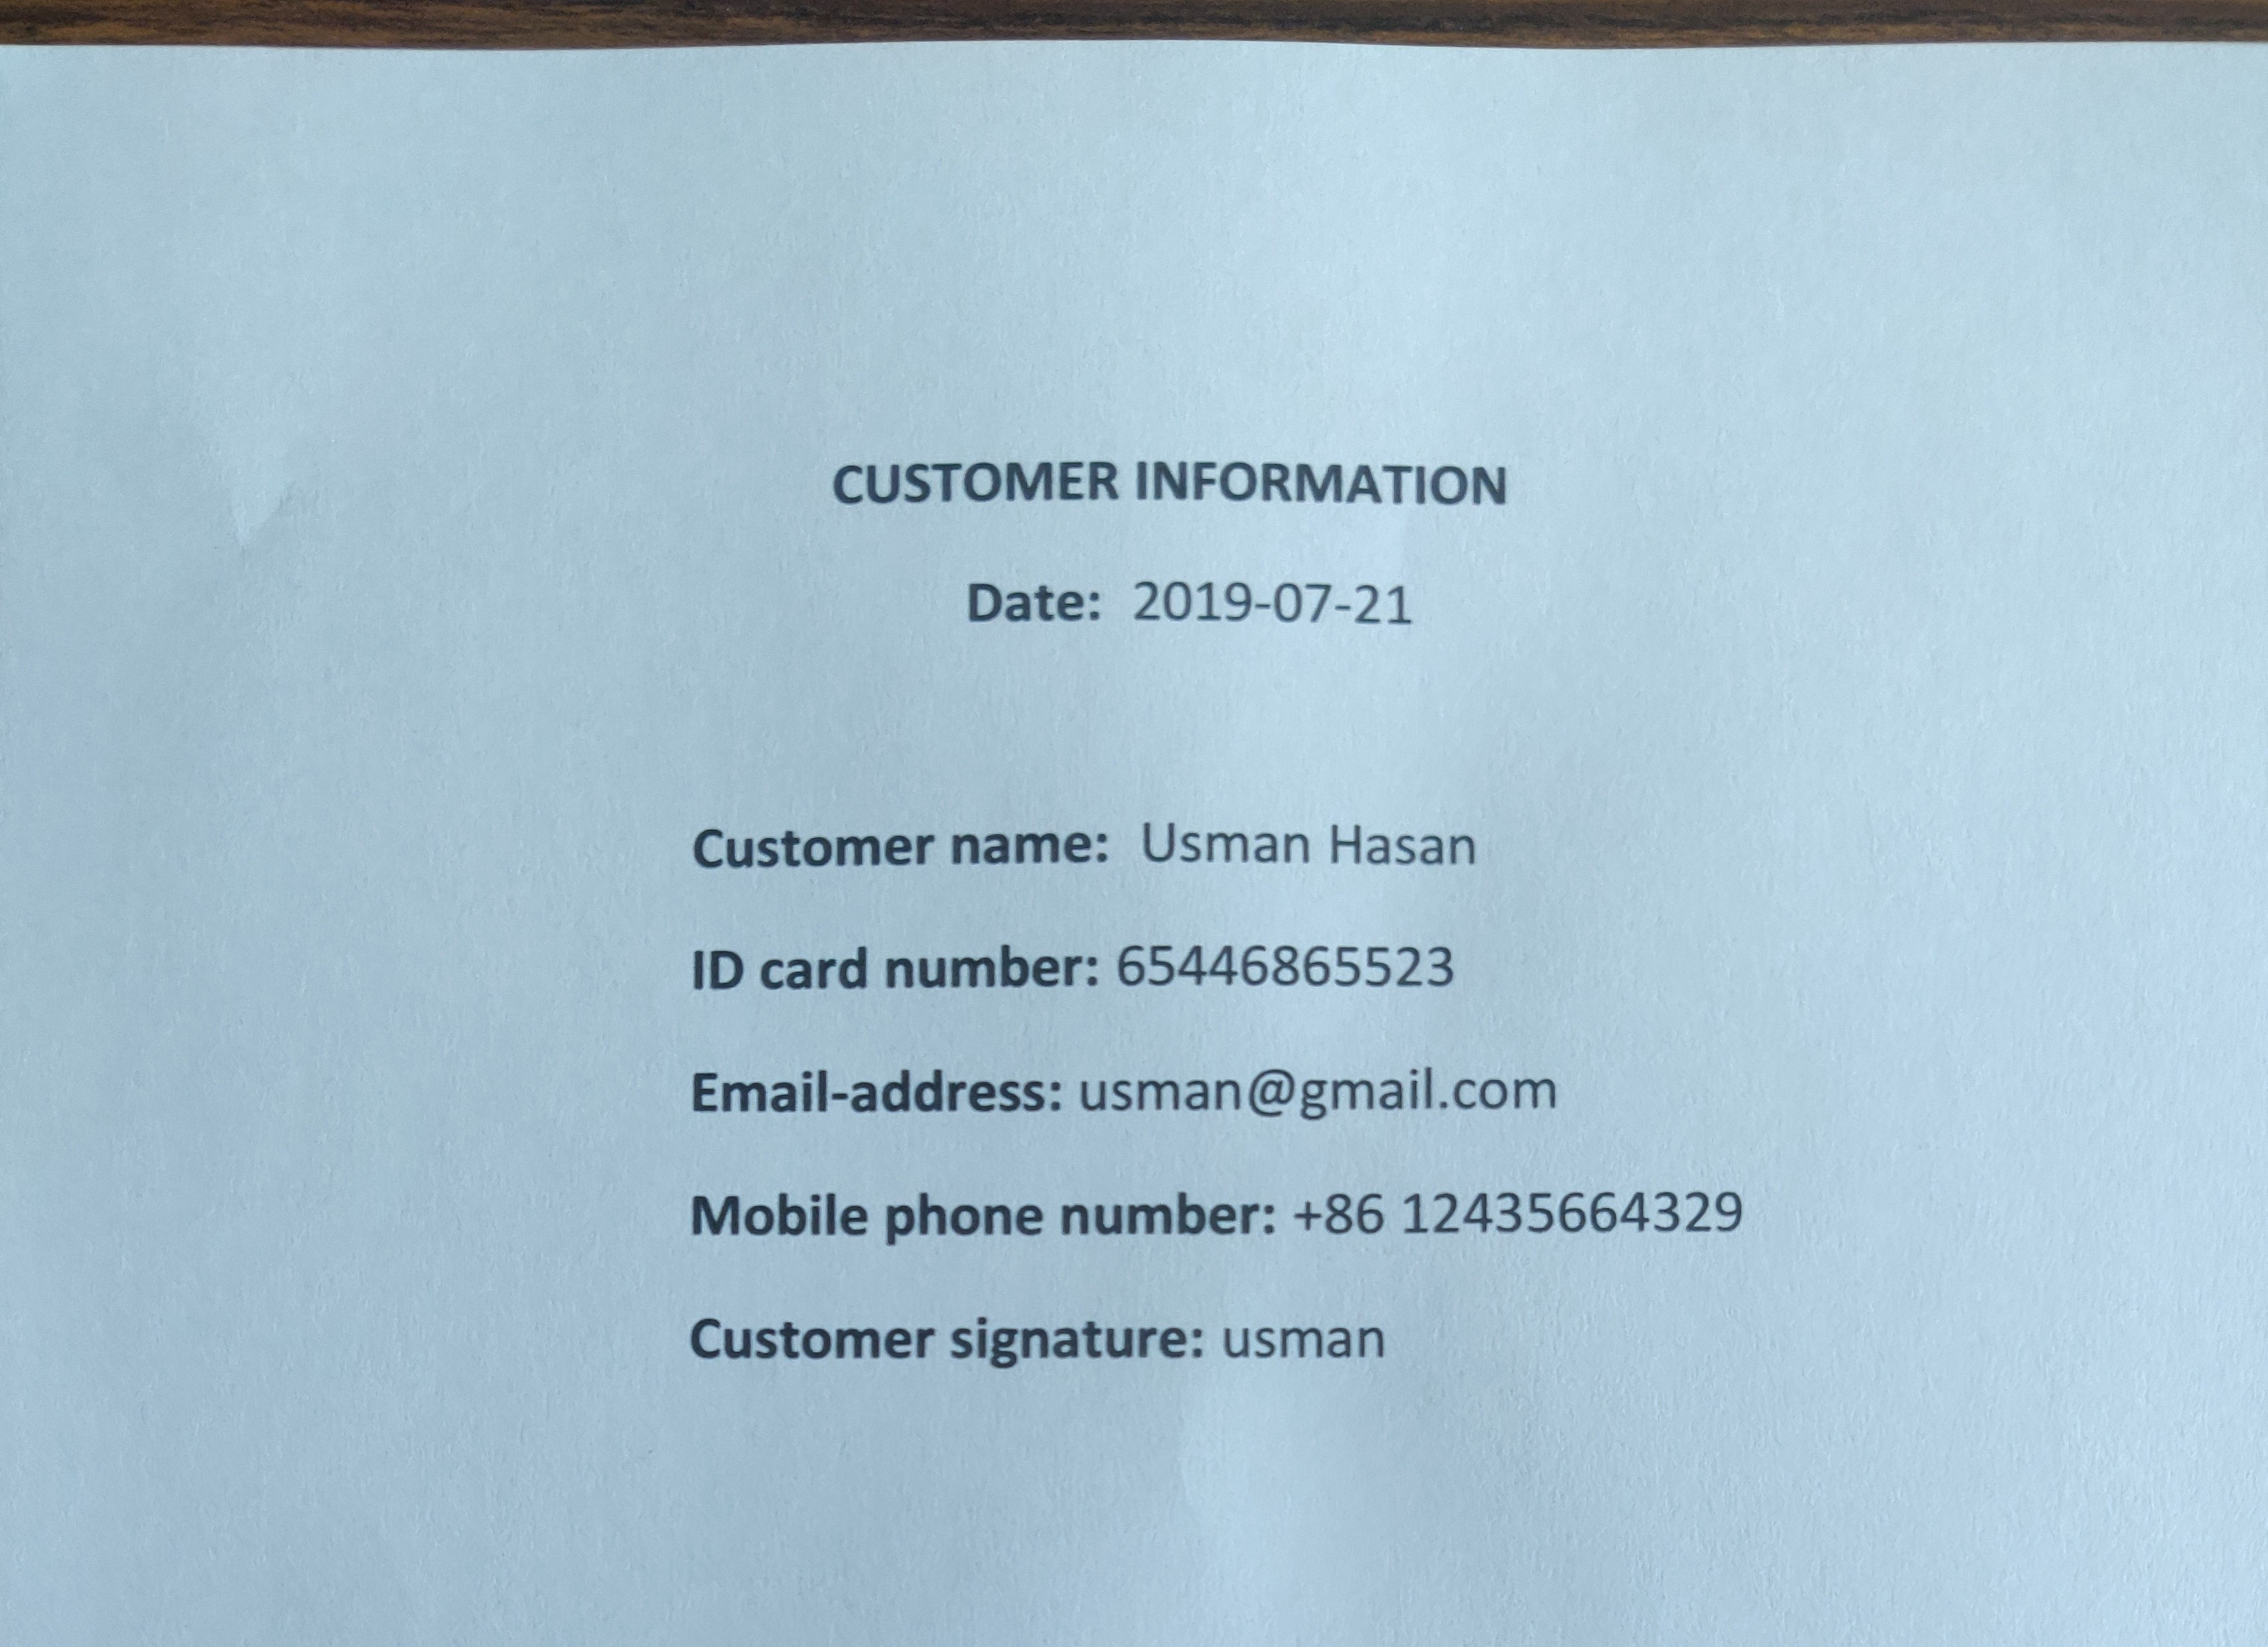 CUSTOMER INFORMATION
Date: 2019-07-21
Customer name: Usman Hasan
ID card number: 65446865523
Email-address: usman@gmail.com
Mobile phone number: +86 12435664329
Customer signature: usman